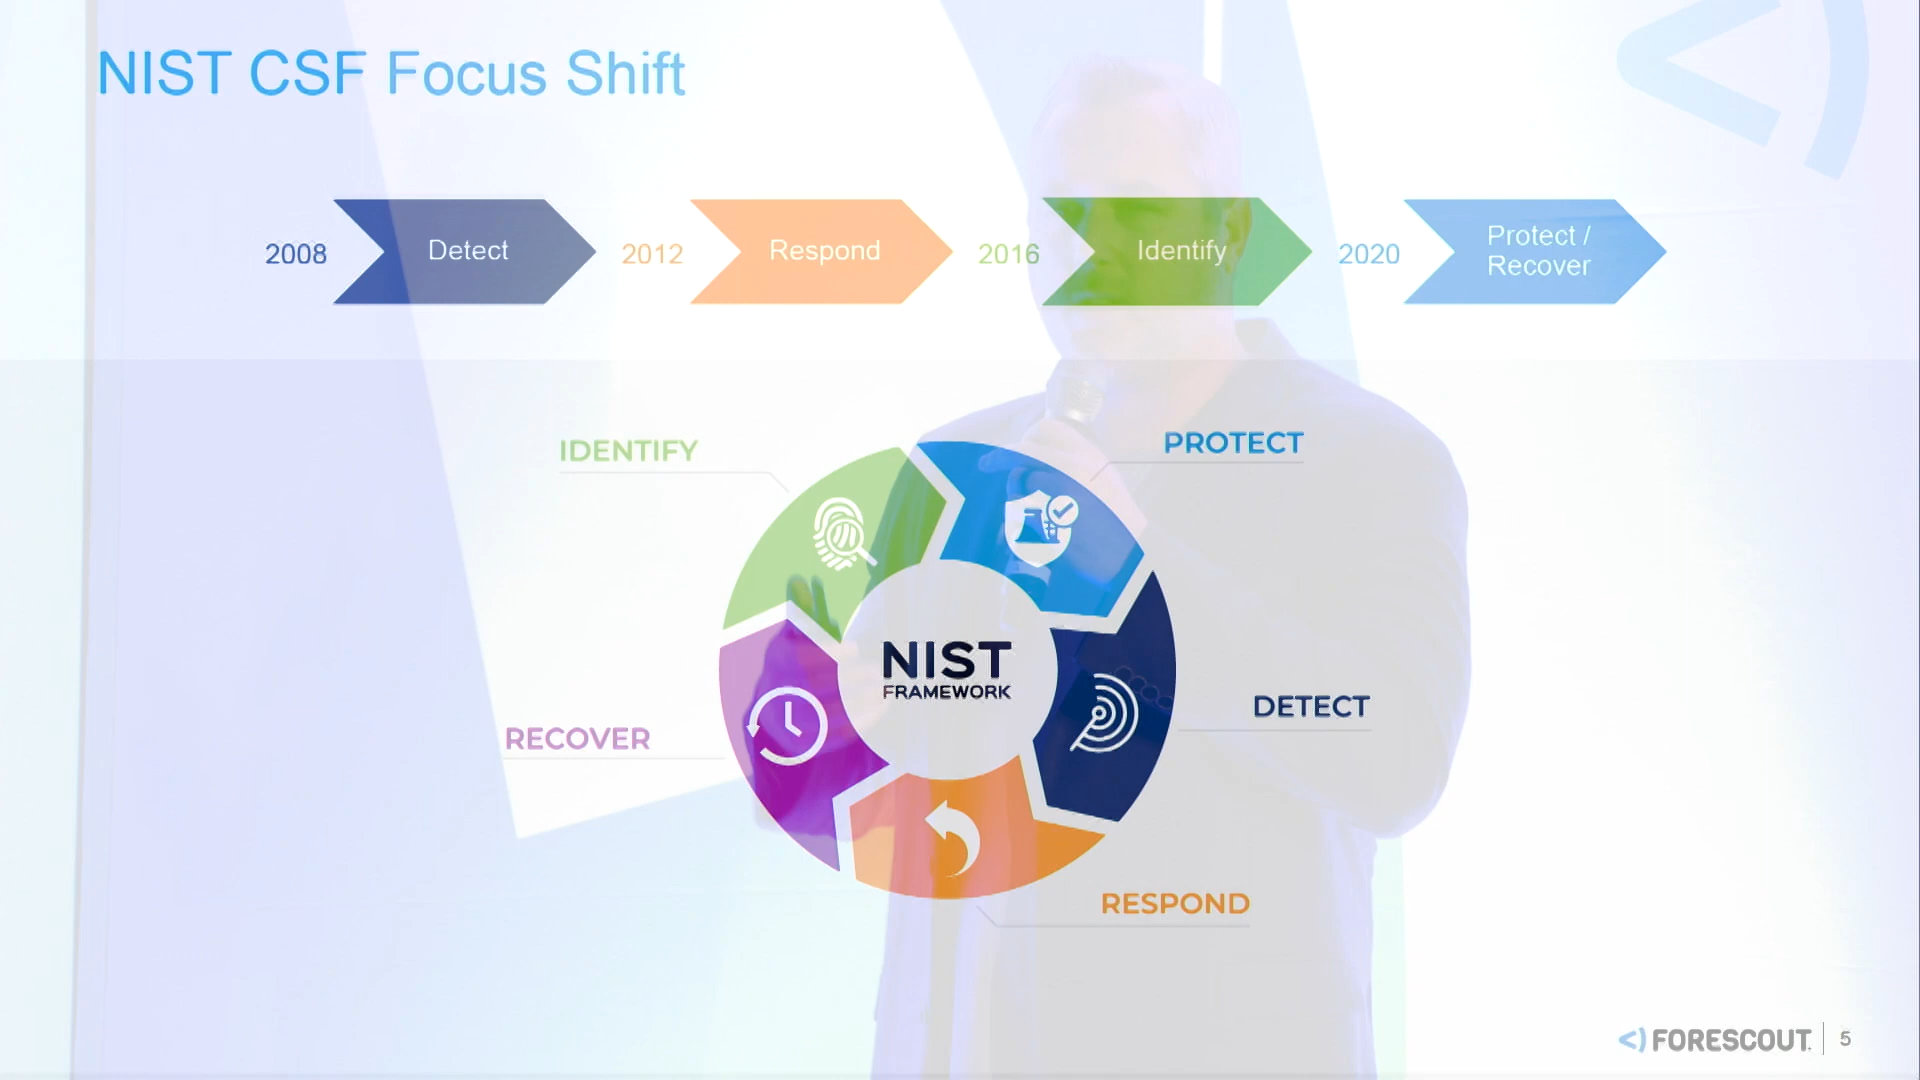 NIST CSF Focus Shift
2008
Detect
2012
Respond
2016
Identify
2020
Protect /
Recover
IDENTIFY
PROTECT
NIST
FRAMEWORK
DETECT
RECOVER
RESPOND
FORESCOUT
5